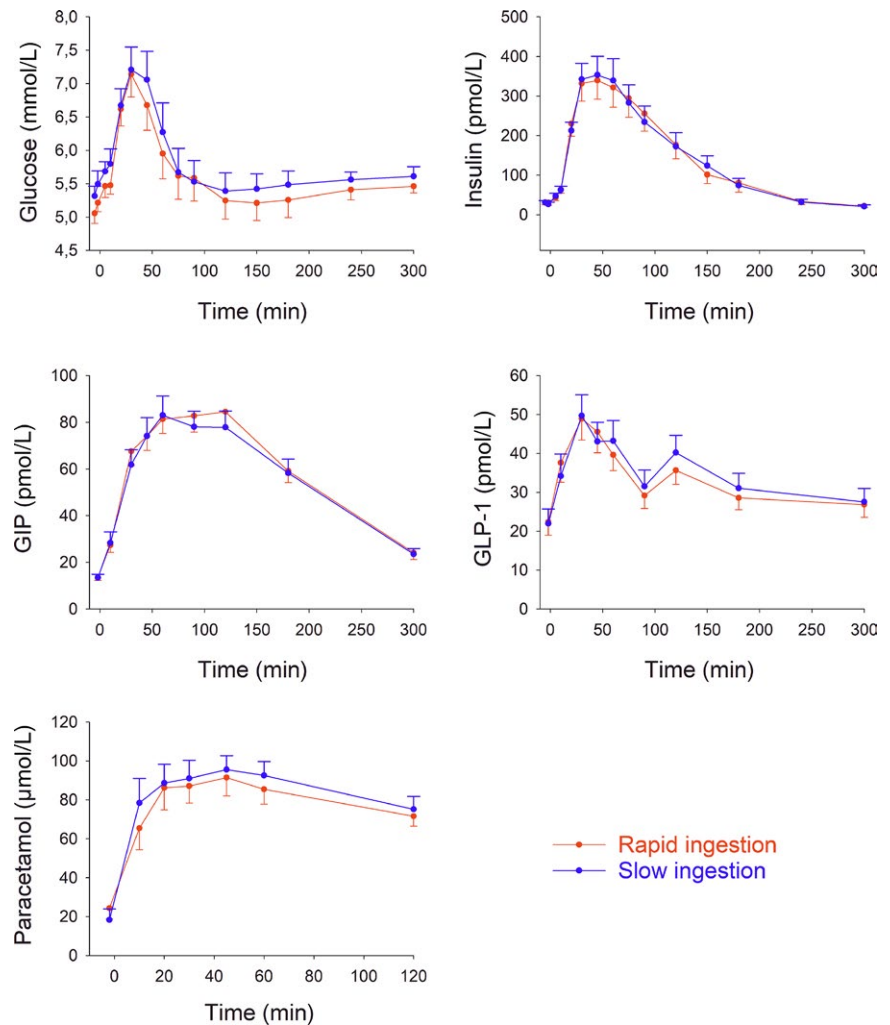 Glucose (mmol/L)
8,0
7,5
7,0
6,5
6,0
5,5
5,0
4,5
0 50 100 150 200 250 300
Time (min)
Insulin (pmol/L)
500
400
300
200
100
0
0 50 100 150 200 250 300
Time (min)
GIP (pmol/L)
100
80
60
40
20
0
0 50 100 150 200 250 300
Time (min)
GLP-1 (pmol/L)
60
50
40
30
20
10
0
0 50 100 150 200 250 300
Time (min)
Paracetamol (µmol/L)
120
100
80
60
40
20
0
0 20 40 60 80 100 120
Time (min)
Rapid ingestion
Slow ingestion